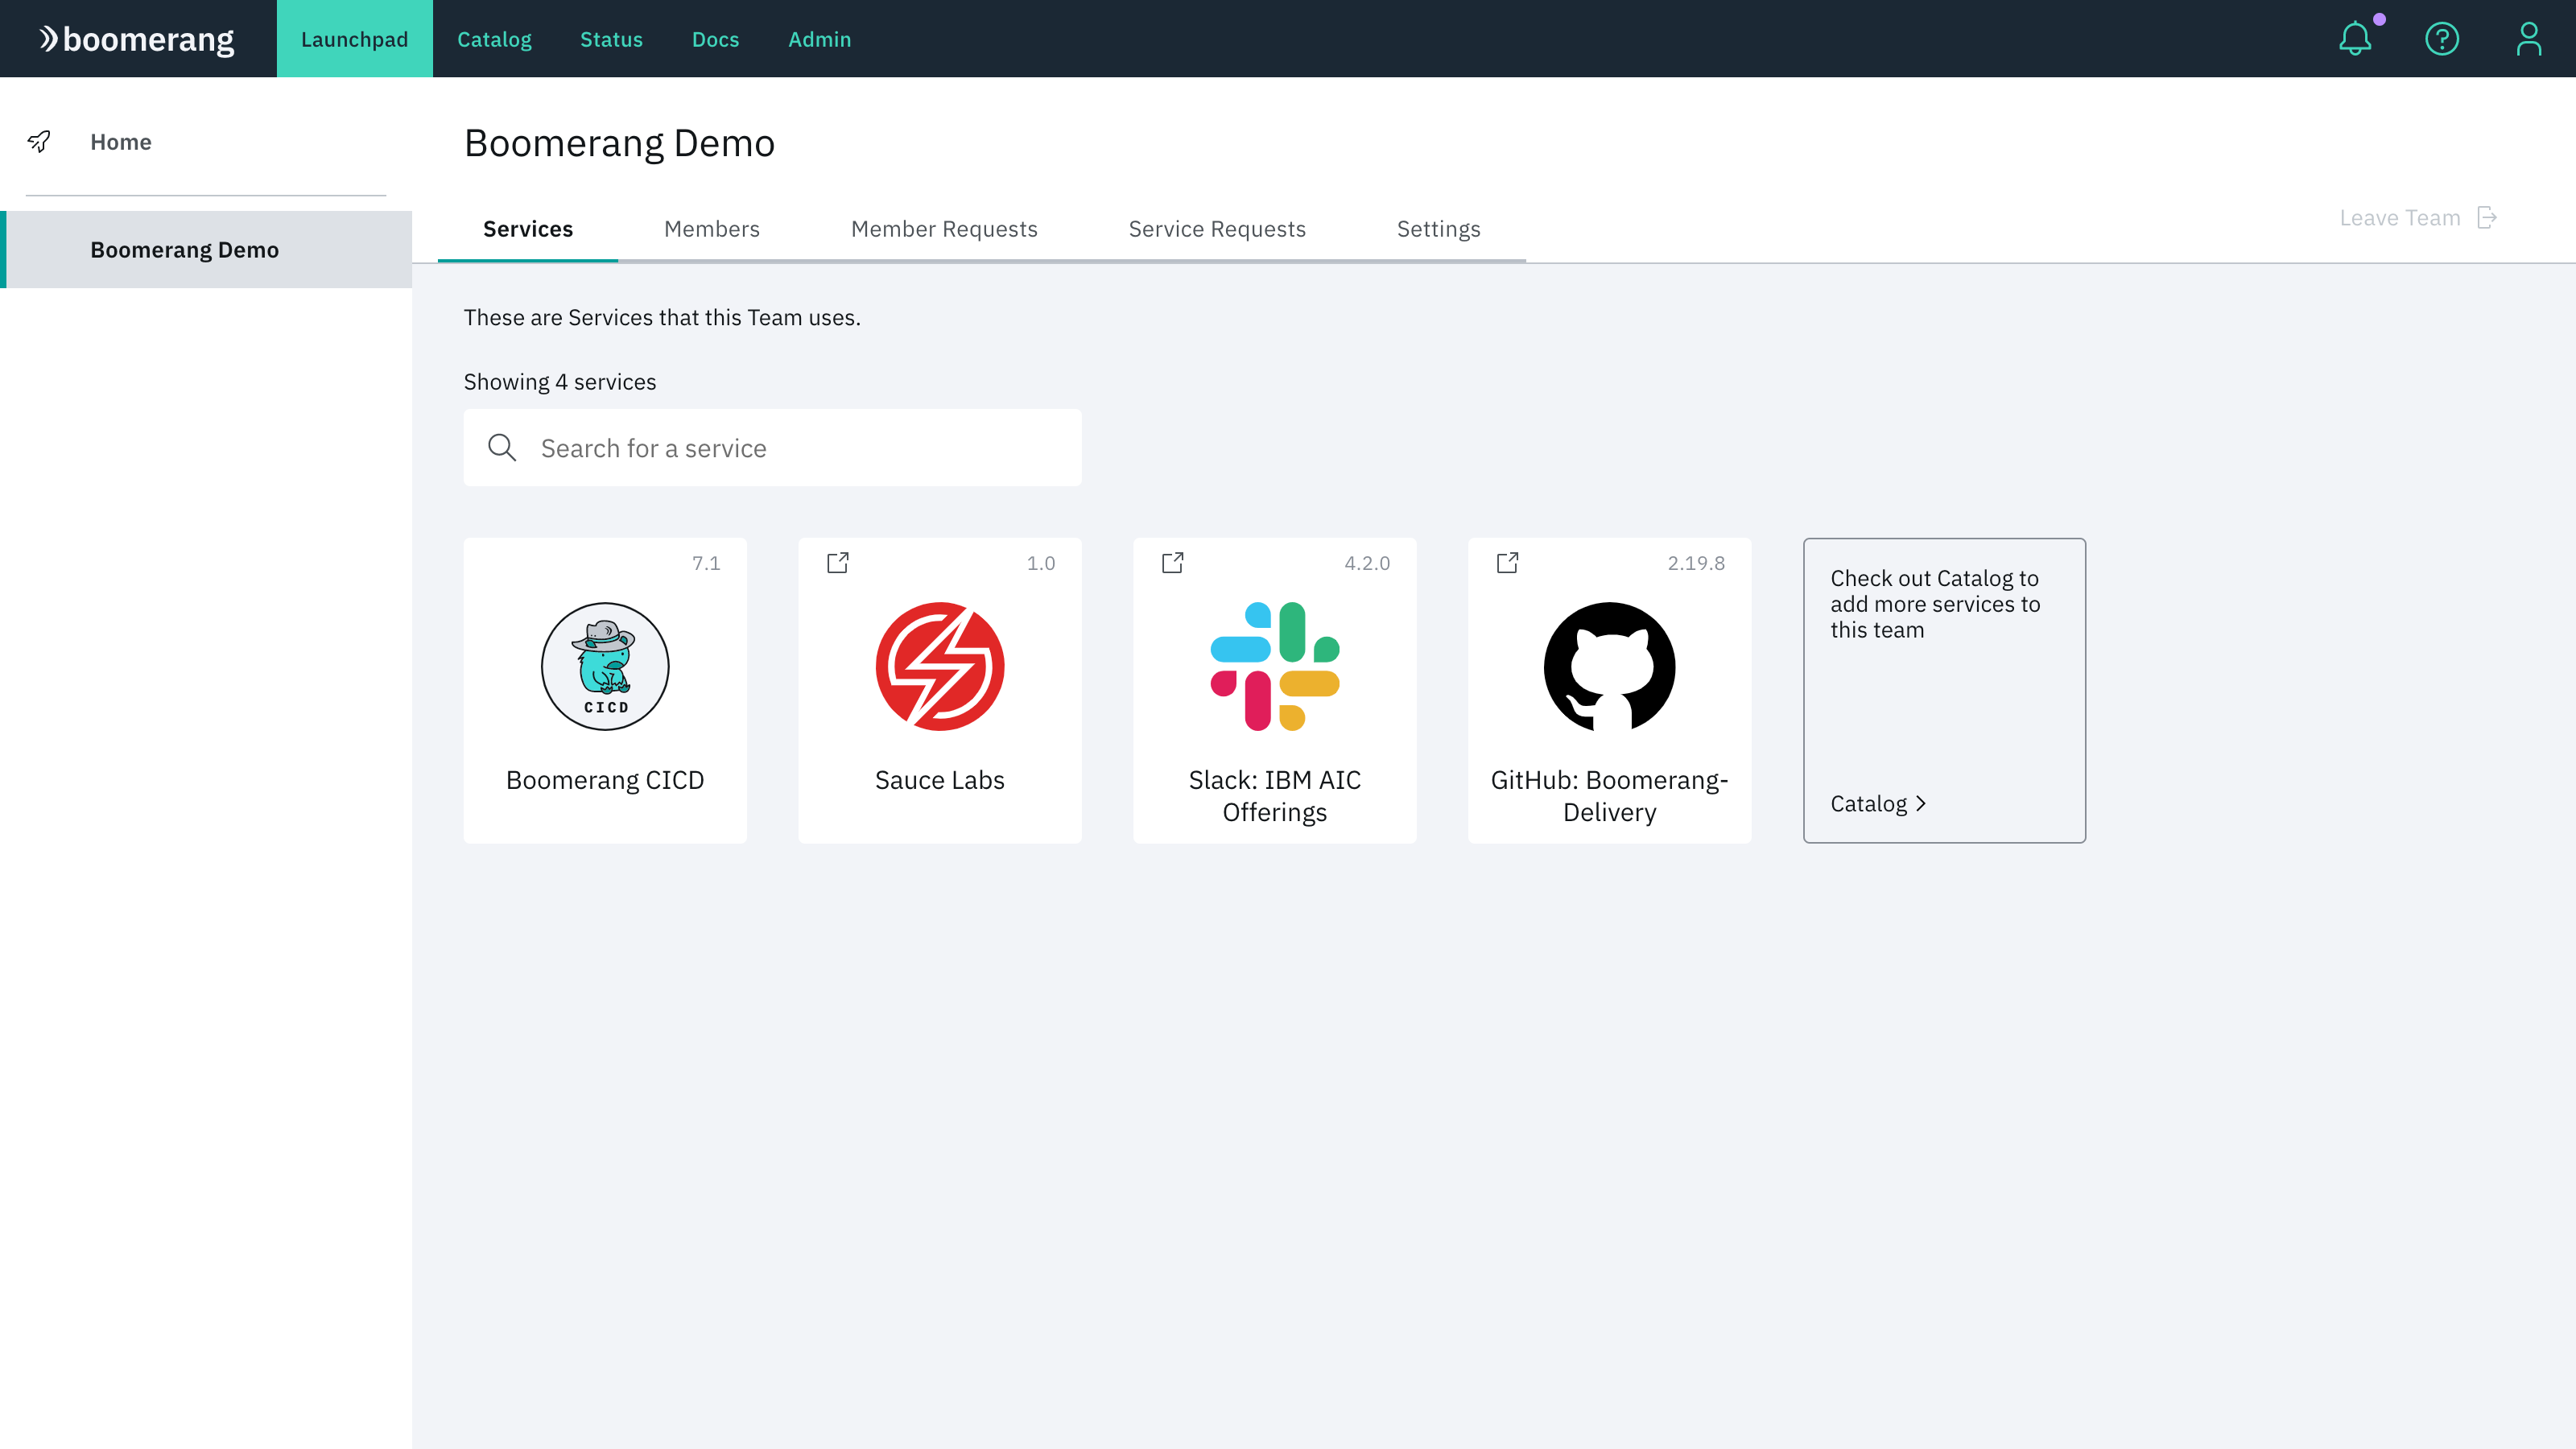 boomerang
Launchpad
Catalog
Status
Docs
Admin
Home
Boomerang Demo
Boomerang Demo
Services
Members
Member Requests
Service Requests
Settings
Leave Team
These are Services that this Team uses.
Showing 4 services
Search for a service
7.1
CICD
Boomerang CICD
1.0
Sauce Labs
4.2.0
Slack: IBM AIC
Offerings
2.19.8
GitHub: Boomerang-
Delivery
Check out Catalog to
add more services to
this team
Catalog